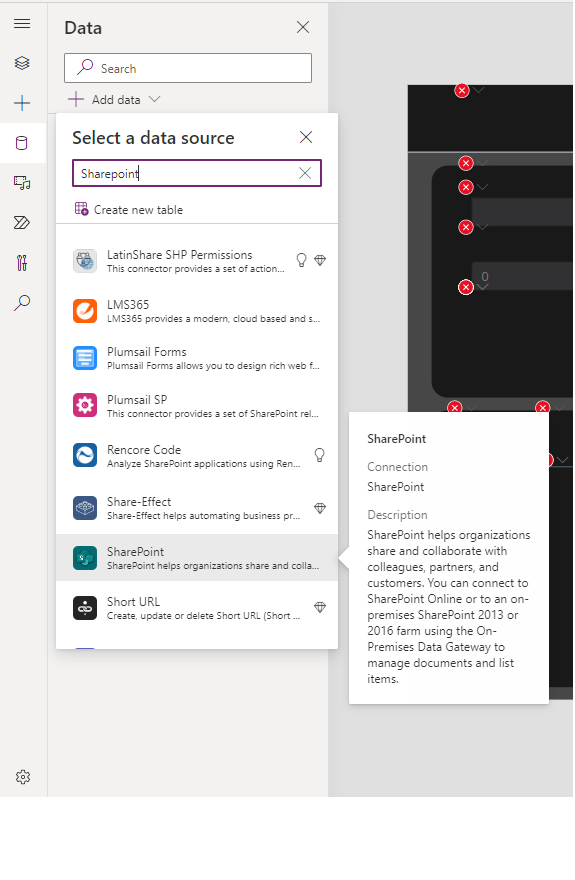 Data
Search
Add data
Select a data source
Sharepoint
Create new table
LatinShare SHP Permissions
This connector provides a set of action...
LMS365
LMS365 provides a modern, cloud based and s...
Plumsail Forms
Plumsail Forms allows you to design rich web f...
Plumsail SP
This connector provides a set of SharePoint rel...
Rencore Code
Analyze SharePoint applications using Ren...
Share-Effect
Share-Effect helps automating business pr...
SharePoint
SharePoint helps organizations share and colla...
Short URL
Create, update or delete Short URL (Short ...
0
SharePoint
Connection
SharePoint
Description
SharePoint helps organizations
share and collaborate with
colleagues, partners, and
customers. You can connect to
SharePoint Online or to an on-
premises SharePoint 2013 or
2016 farm using the On-
Premises Data Gateway to
manage documents and list
items.